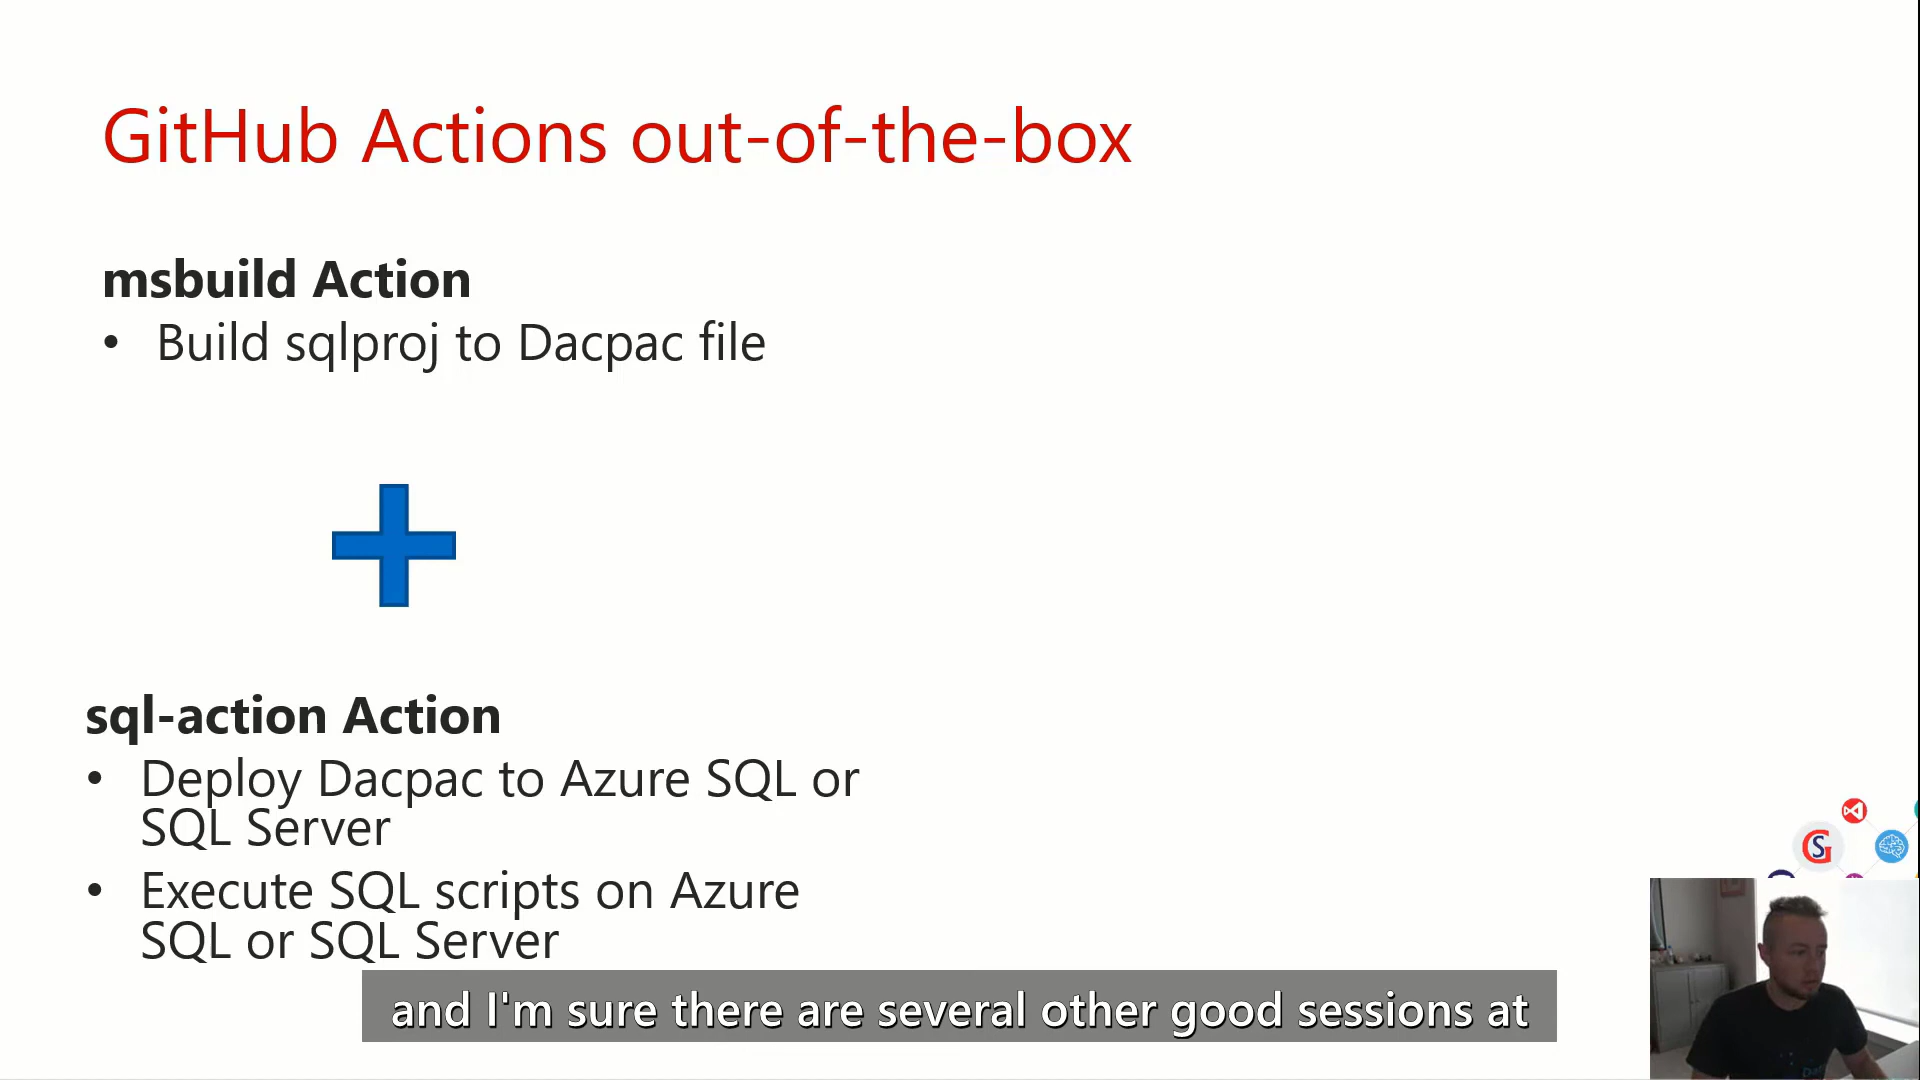 GitHub Actions out-of-the-box
msbuild Action
• Build sqlproj to Dacpac file
sql-action Action
• Deploy Dacpac to Azure SQL or
SQL Server
• Execute SQL scripts on Azure
SQL or SQL Server
and I'm sure there are several other good sessions at